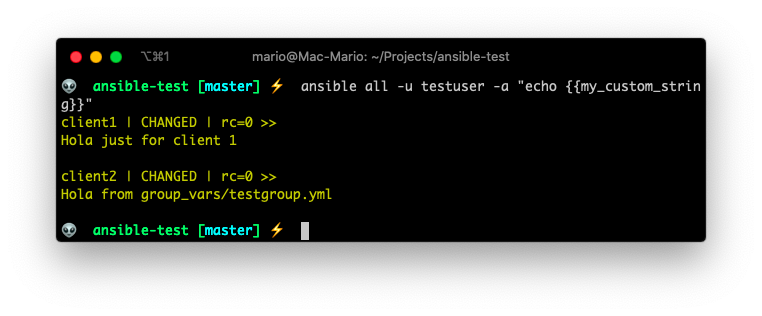 ⌥⌘1
mario@Mac-Mario: ~/Projects/ansible-test
👽 ansible-test [master] ⚡ ansible all -u testuser -a "echo {{my_custom_strin
g}}"
client1 | CHANGED | rc=0 >>
Hola just for client 1
client2 | CHANGED | rc=0 >>
Hola from group_vars/testgroup.yml
👽 ansible-test [master] ⚡